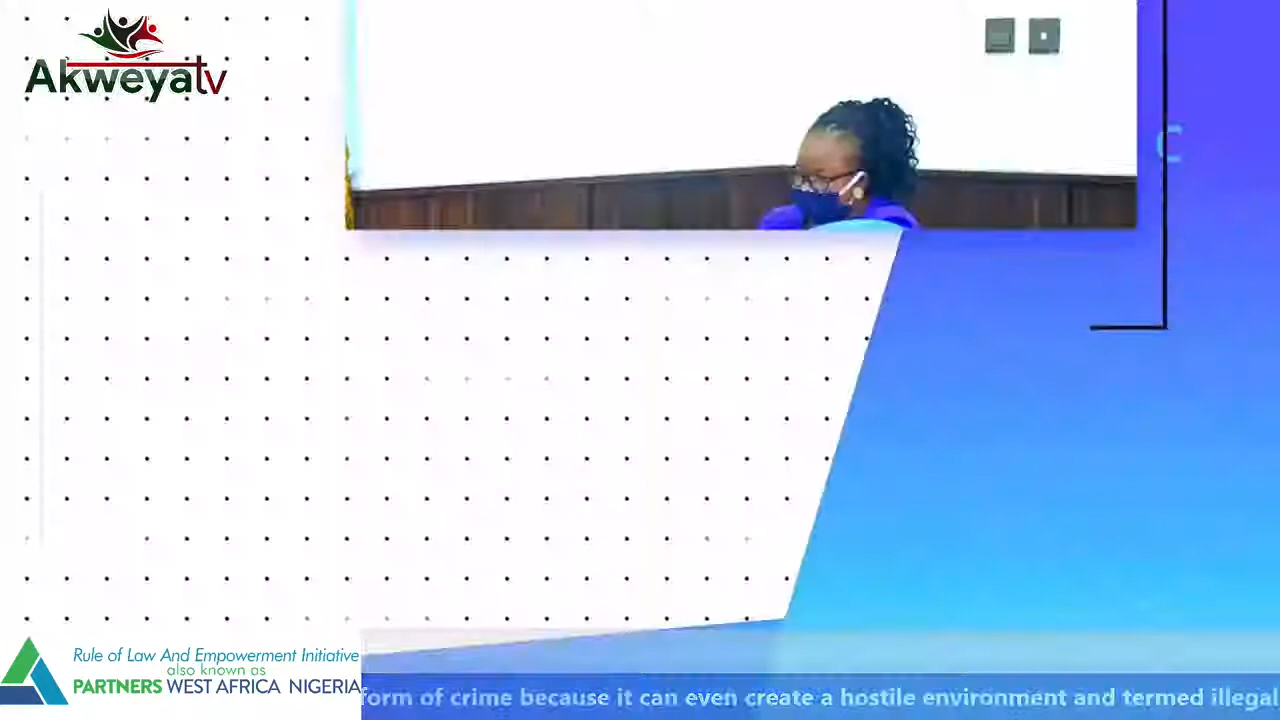 Akweyatv
C
Rule of Law And Empowerment Initiative
also known as
PARTNERS WEST AFRICA NIGERIA
form of crime because it can even create a hostile environment and termed illegal